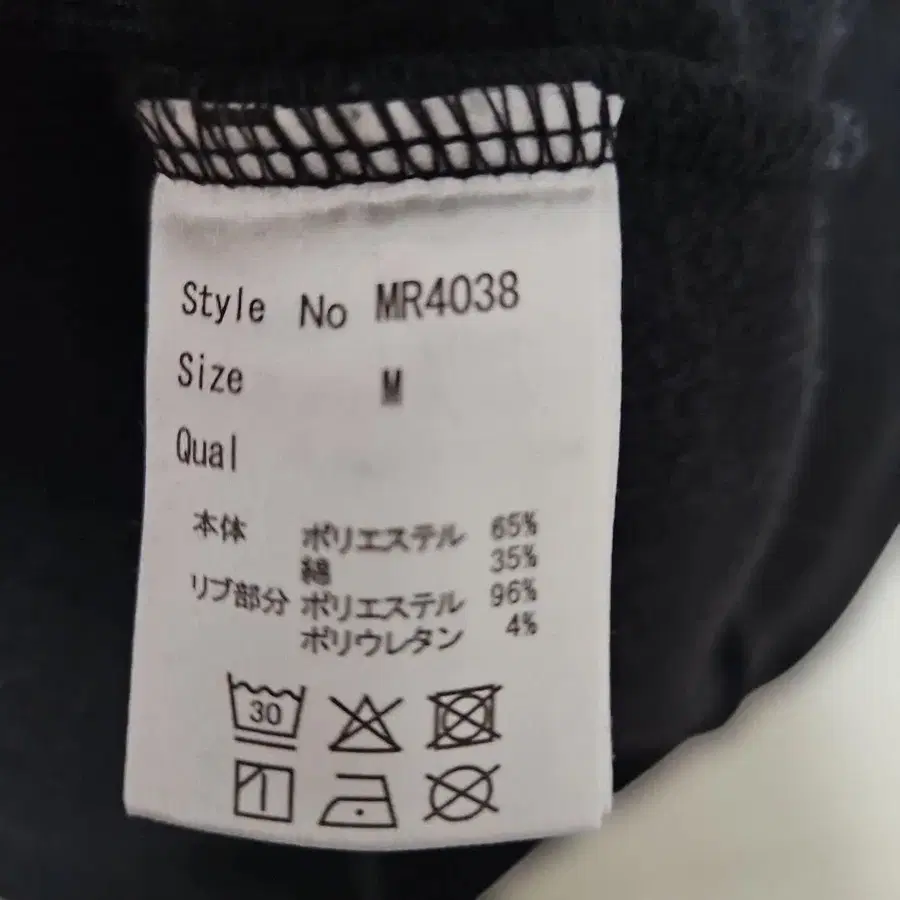 Style No MR4038
Size M
Qual
本体 ポリエステル 65%
綿 35%
リブ部分 ポリエステル 96%
ポリウレタン 4%
30